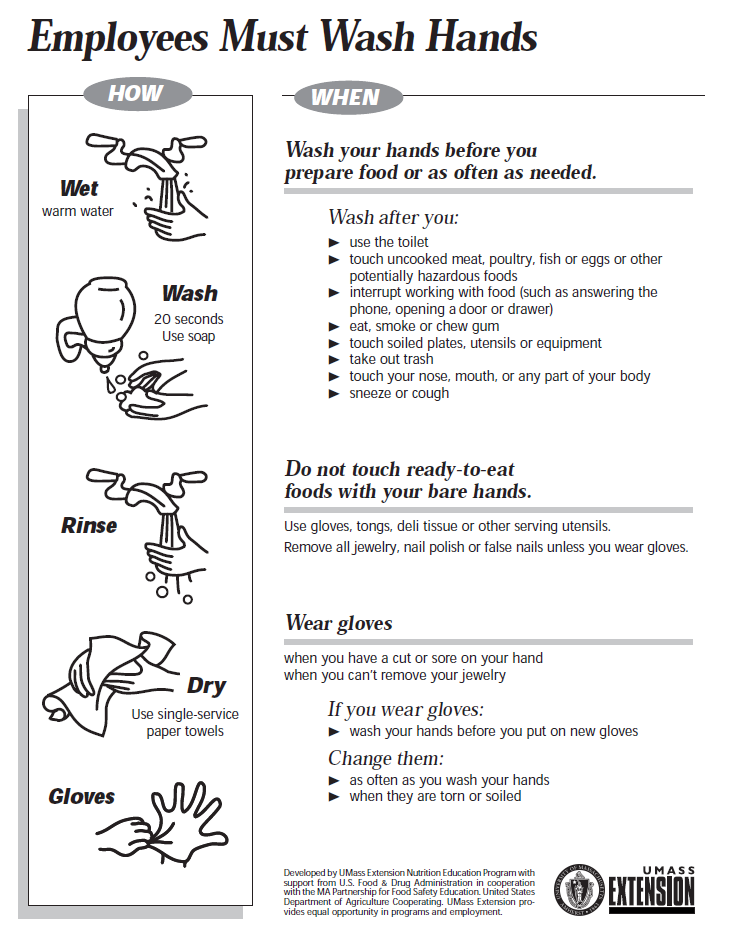 Employees Must Wash Hands
HOW
Wet
warm water
Wash
20 seconds
Use soap
Rinse
Dry
Use single-service
paper towels
Gloves
WHEN
Wash your hands before you
prepare food or as often as needed.
Wash after you:
► use the toilet
► touch uncooked meat, poultry, fish or eggs or other
potentially hazardous foods
► interrupt working with food (such as answering the
phone, opening a door or drawer)
► eat, smoke or chew gum
► touch soiled plates, utensils or equipment
► take out trash
► touch your nose, mouth, or any part of your body
► sneeze or cough
Do not touch ready-to-eat
foods with your bare hands.
Use gloves, tongs, deli tissue or other serving utensils.
Remove all jewelry, nail polish or false nails unless you wear gloves.
Wear gloves
when you have a cut or sore on your hand
when you can't remove your jewelry
If you wear gloves:
► wash your hands before you put on new gloves
Change them:
► as often as you wash your hands
► when they are torn or soiled
Developed by UMass Extension Nutrition Education Program with
support from U.S. Food & Drug Administration in cooperation
with the MA Partnership for Food Safety Education. United States
Department of Agriculture Cooperating. UMass Extension pro-
vides equal opportunity in programs and employment.
UMASS
EXTENSION